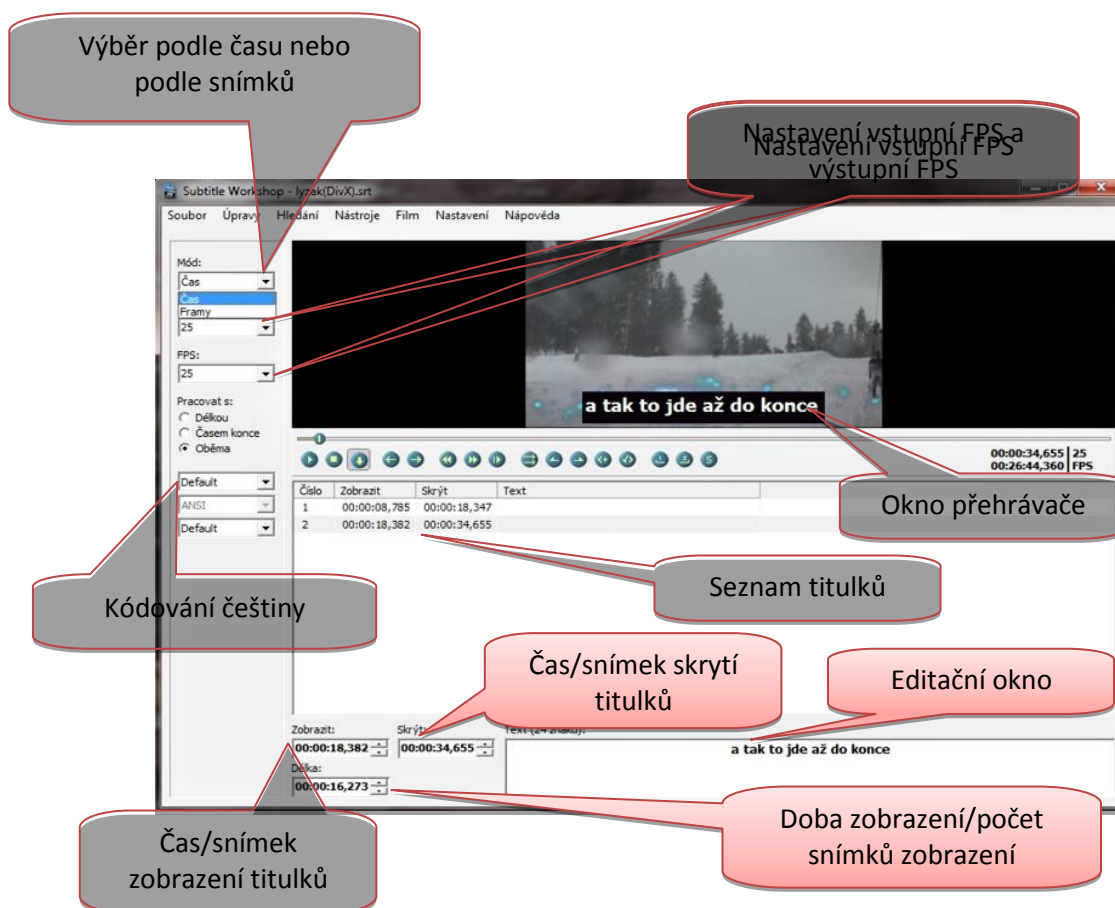 Výběr podle času nebo
podle snímků
Nastavení vstupní FPS a
výstupní FPS
Nastavení vstupní FPS
Subtitle Workshop - lyzak(DivX).srt
Soubor Úpravy Hledání Nástroje Film Nastavení Nápověda
Mód:
Čas
Čas
Framy
25
FPS:
25
Pracovat s:
Délkou
Časem konce
Oběma
Default
ANSI
Default
a tak to jde až do konce
00:00:34,655 25
00:26:44,360 FPS
Okno přehrávače
Číslo Zobrazit Skrýt Text
1 00:00:08,785 00:00:18,347
2 00:00:18,382 00:00:34,655
Seznam titulků
Kódování češtiny
Čas/snímek skrytí
titulků
Editační okno
Zobrazit: Skrýt: Text (24 znaků):
00:00:18,382 00:00:34,655
a tak to jde až do konce
Délka:
00:00:16,273
Doba zobrazení/počet
snímků zobrazení
Čas/snímek
zobrazení titulků